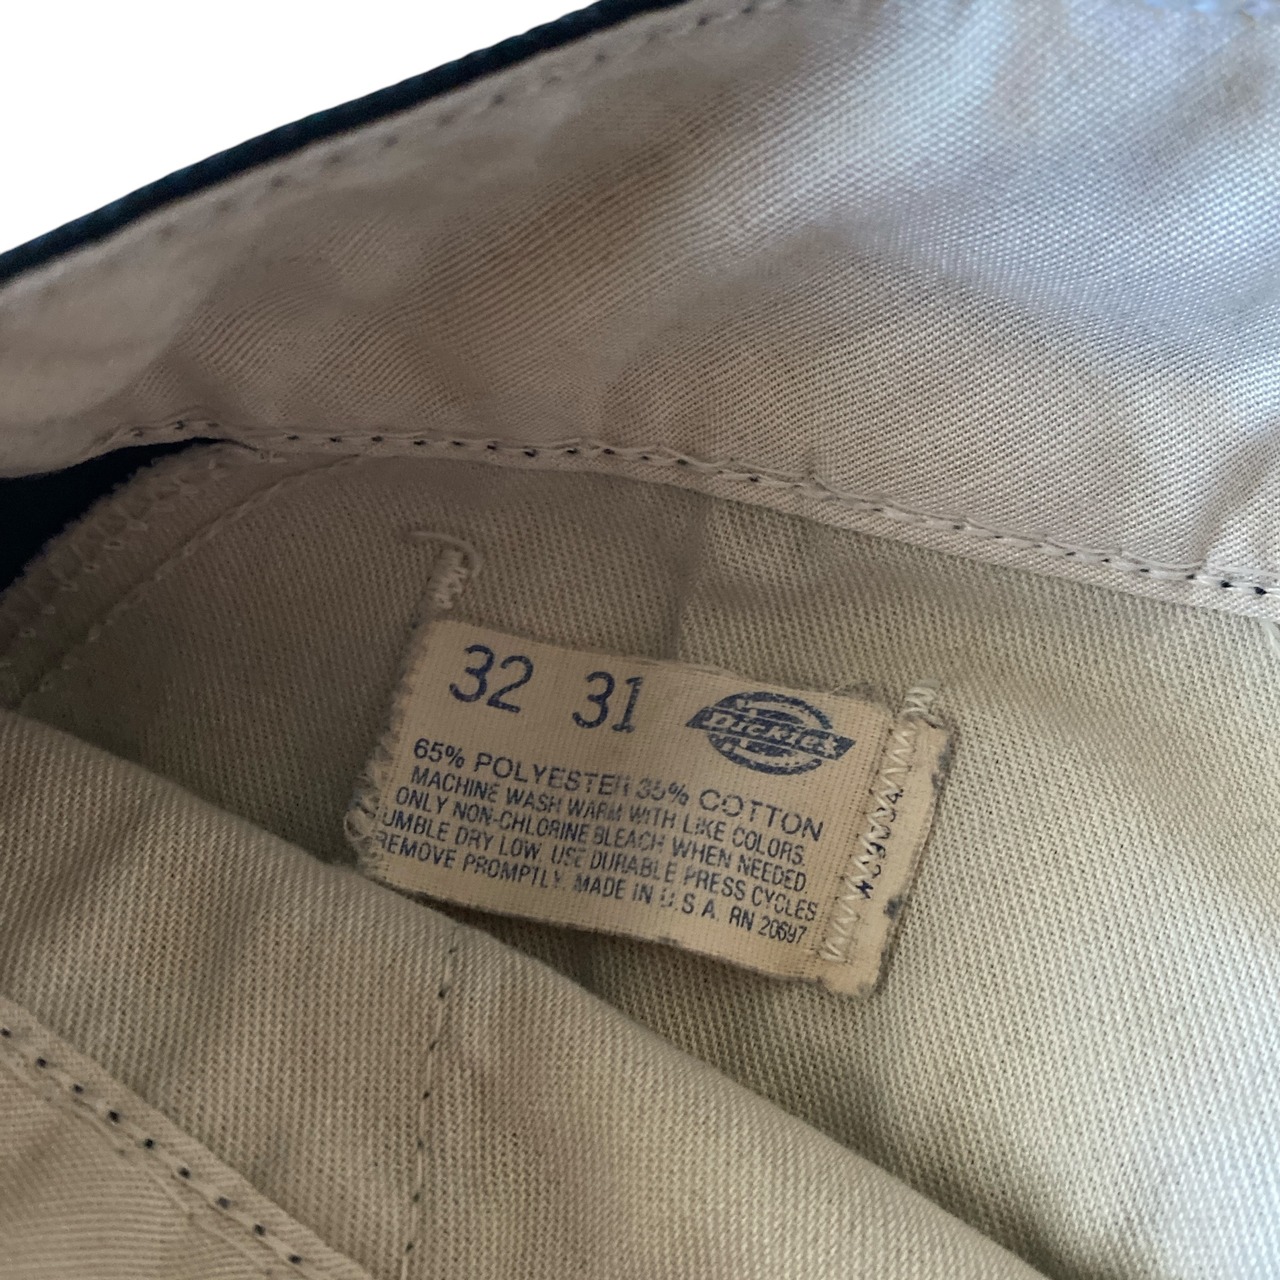 32 31 DICKIES
65% POLYESTER 35% COTTON
MACHINE WASH WARM WITH LIKE COLORS.
ONLY NON-CHLORINE BLEACH WHEN NEEDED.
UMBLE DRY LOW. USE DURABLE PRESS CYCLES
REMOVE PROMPTLY. MADE IN U.S.A. RN 20697